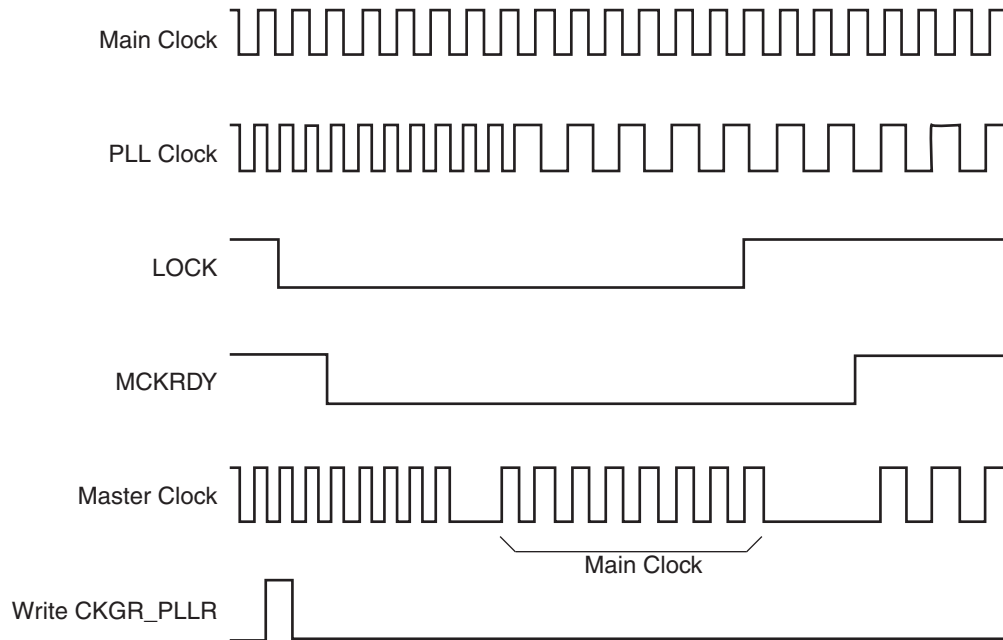 Main Clock
PLL Clock
LOCK
MCKRDY
Master Clock
Main Clock
Write CKGR_PLLR